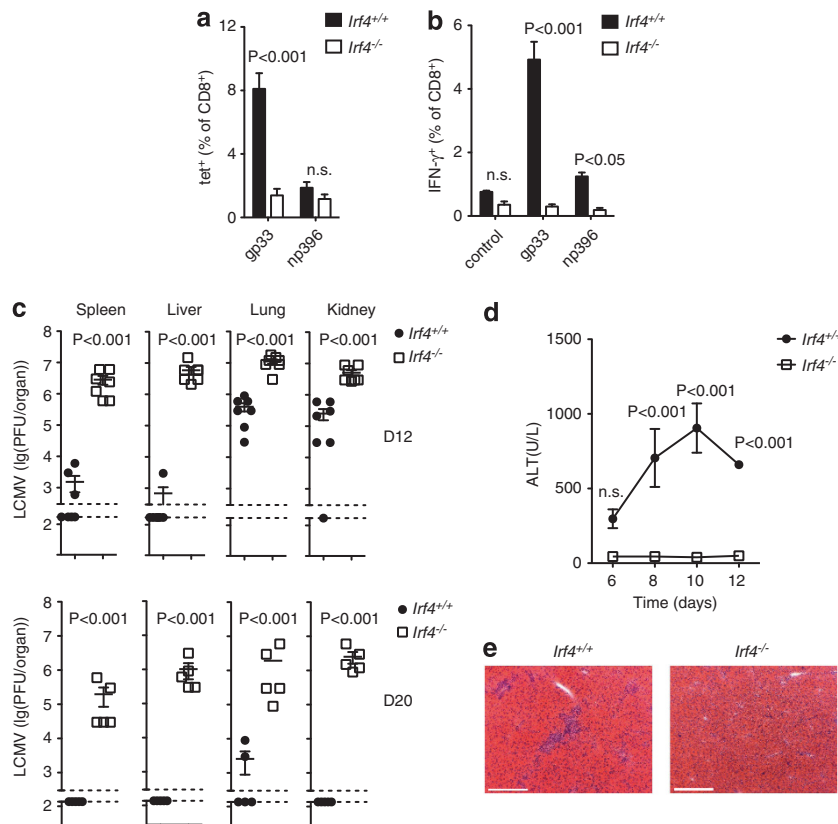 a
Irf4+/+
Irf4-/-
P<0.001
n.s.
tet+ (% of CD8+)
12
8
4
0
gp33
np396
b
Irf4+/+
Irf4-/-
P<0.001
n.s.
P<0.05
IFN-γ+ (% of CD8+)
6
4
2
0
control
gp33
np396
c
Spleen Liver Lung Kidney
P<0.001 P<0.001 P<0.001 P<0.001
Irf4+/+
Irf4-/-
D12
LCMV (lg(PFU/organ))
8
7
6
5
4
3
2
P<0.001 P<0.001 P<0.001 P<0.001
Irf4+/+
Irf4-/-
D20
LCMV (lg(PFU/organ))
8
7
6
5
4
3
2
d
Irf4+/+
Irf4-/-
ALT(U/L)
1500
1000
500
0
n.s.
P<0.001
P<0.001
P<0.001
6 8 10 12
Time (days)
e
Irf4+/+ Irf4-/-